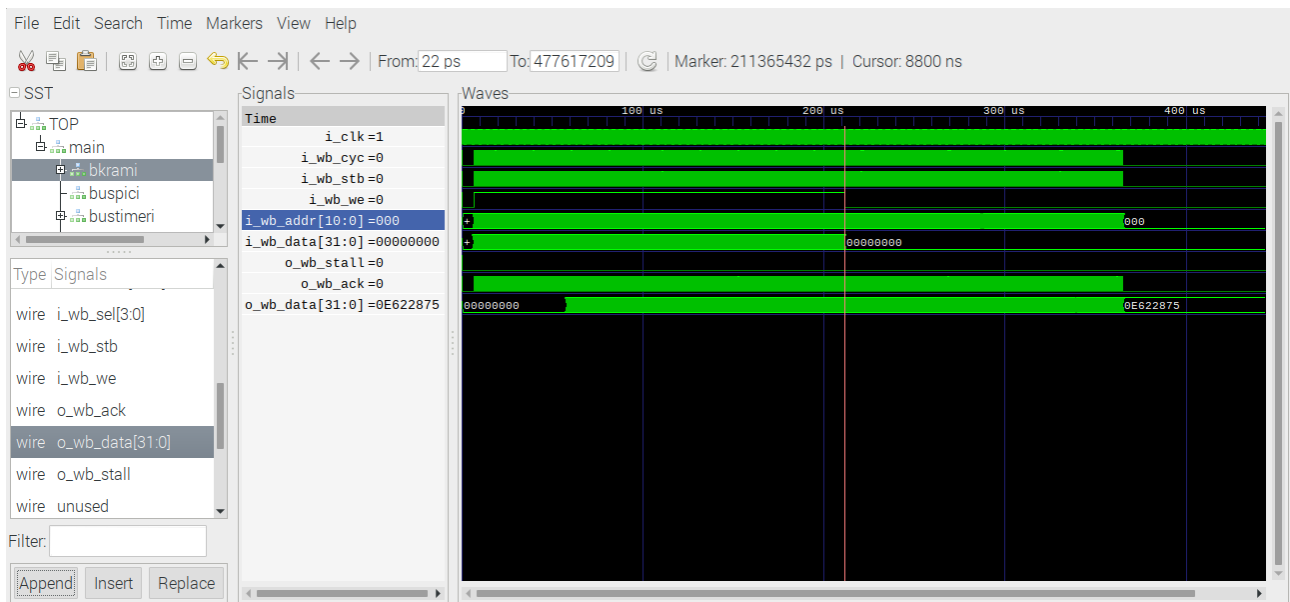 File Edit Search Time Markers View Help
From: 22 ps To: 477617209 | Marker: 211365432 ps | Cursor: 8800 ns
SST
TOP
main
bkrami
buspici
bustimeri
Type Signals
wire i_wb_sel[3:0]
wire i_wb_stb
wire i_wb_we
wire o_wb_ack
wire o_wb_data[31:0]
wire o_wb_stall
wire unused
Filter:
Append Insert Replace
Signals
Time
i_clk=1
i_wb_cyc=0
i_wb_stb=0
i_wb_we=0
i_wb_addr[10:0]=000
i_wb_data[31:0]=00000000
o_wb_stall=0
o_wb_ack=0
o_wb_data[31:0]=0E622875
Waves
0 100 us 200 us 300 us 400 us
+ 000
+ 00000000
00000000 0E622875